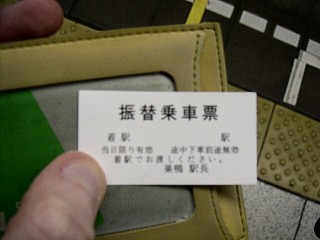 振替乗車票
着駅 駅
当日限り有効 途中下車前途無効
着駅でお渡しください。
巣鴨 駅長